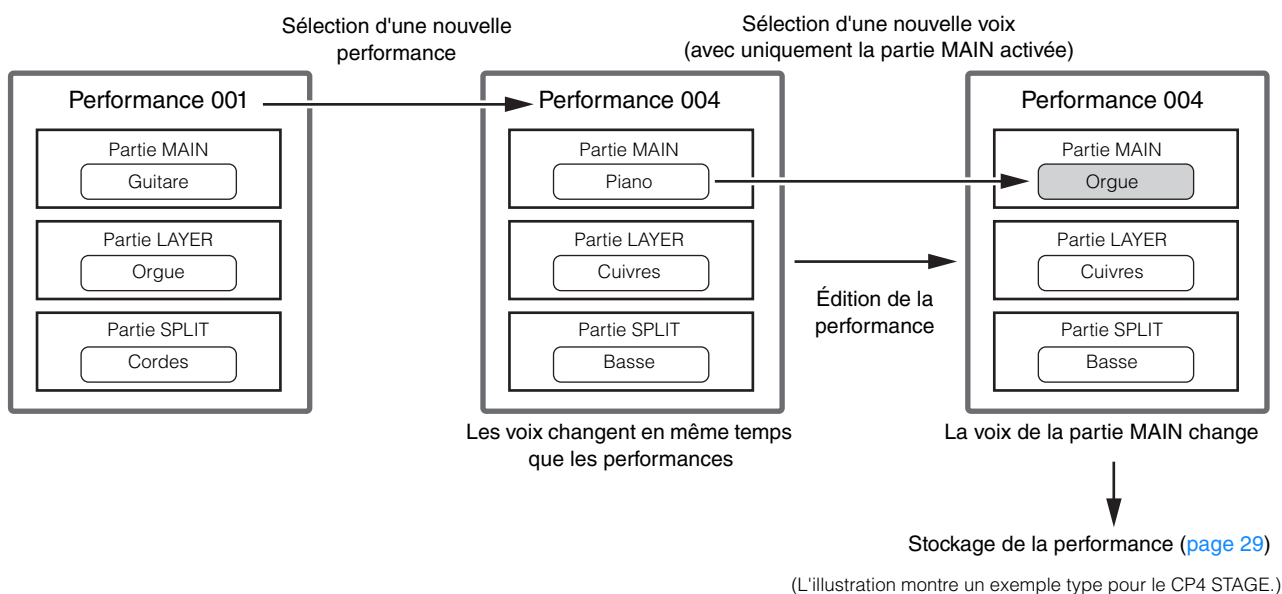 Sélection d'une nouvelle
performance
Sélection d'une nouvelle voix
(avec uniquement la partie MAIN activée)
Performance 001
Partie MAIN
Guitare
Partie LAYER
Orgue
Partie SPLIT
Cordes
Performance 004
Partie MAIN
Piano
Partie LAYER
Cuivres
Partie SPLIT
Basse
Les voix changent en même temps
que les performances
Édition de la
performance
Performance 004
Partie MAIN
Orgue
Partie LAYER
Cuivres
Partie SPLIT
Basse
La voix de la partie MAIN change
Stockage de la performance (page 29)
(L'illustration montre un exemple type pour le CP4 STAGE.)